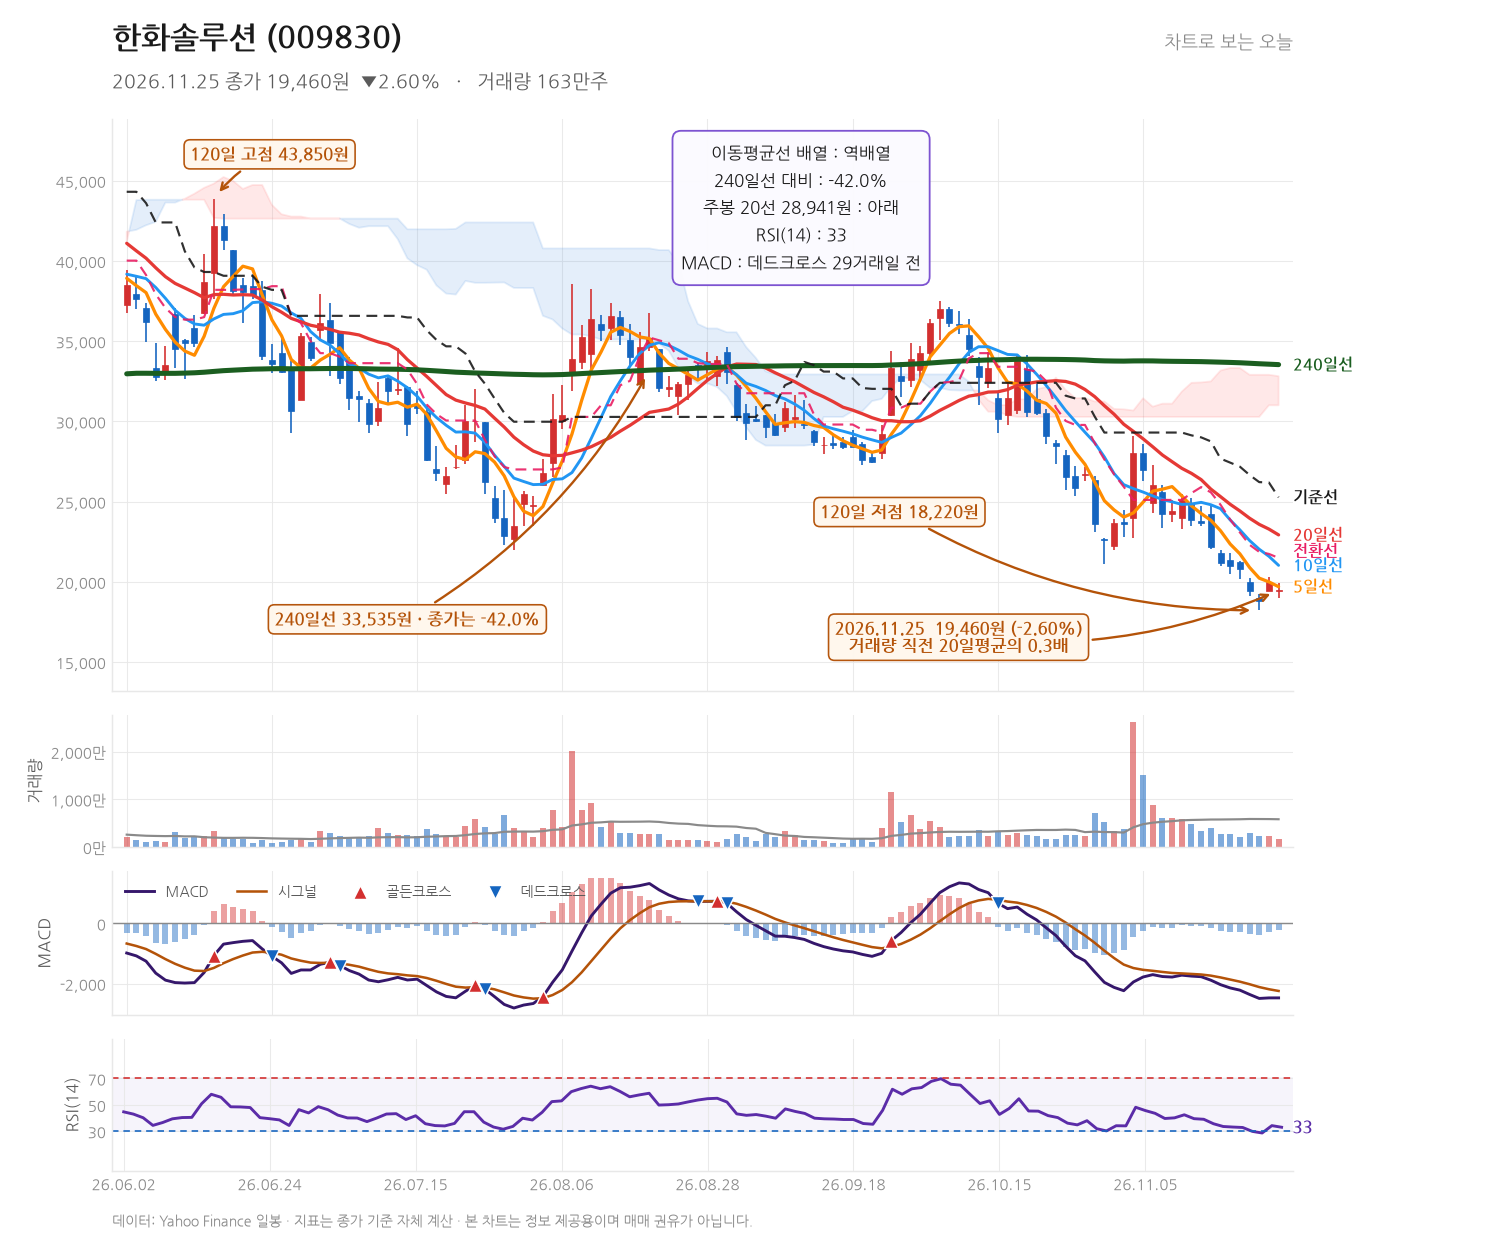 한화솔루션 (009830)
차트로 보는 오늘
2026.11.25 종가 19,460원 ▼2.60% · 거래량 163만주
120일 고점 43,850원
이동평균선 배열 : 역배열
240일선 대비 : -42.0%
주봉 20선 28,941원 : 아래
RSI(14) : 33
MACD : 데드크로스 29거래일 전
45,000
40,000
35,000
30,000
25,000
20,000
15,000
240일선
기준선
20일선
전환선
10일선
5일선
120일 저점 18,220원
240일선 33,535원 · 종가는 -42.0%
2026.11.25 19,460원 (-2.60%)
거래량 직전 20일평균의 0.3배
거래량
2,000만
1,000만
0만
MACD
MACD
시그널
골든크로스
데드크로스
0
-2,000
RSI(14)
70
50
30
33
26.06.02
26.06.24
26.07.15
26.08.06
26.08.28
26.09.18
26.10.15
26.11.05
데이터: Yahoo Finance 일봉 · 지표는 종가 기준 자체 계산 · 본 차트는 정보 제공용이며 매매 권유가 아닙니다.